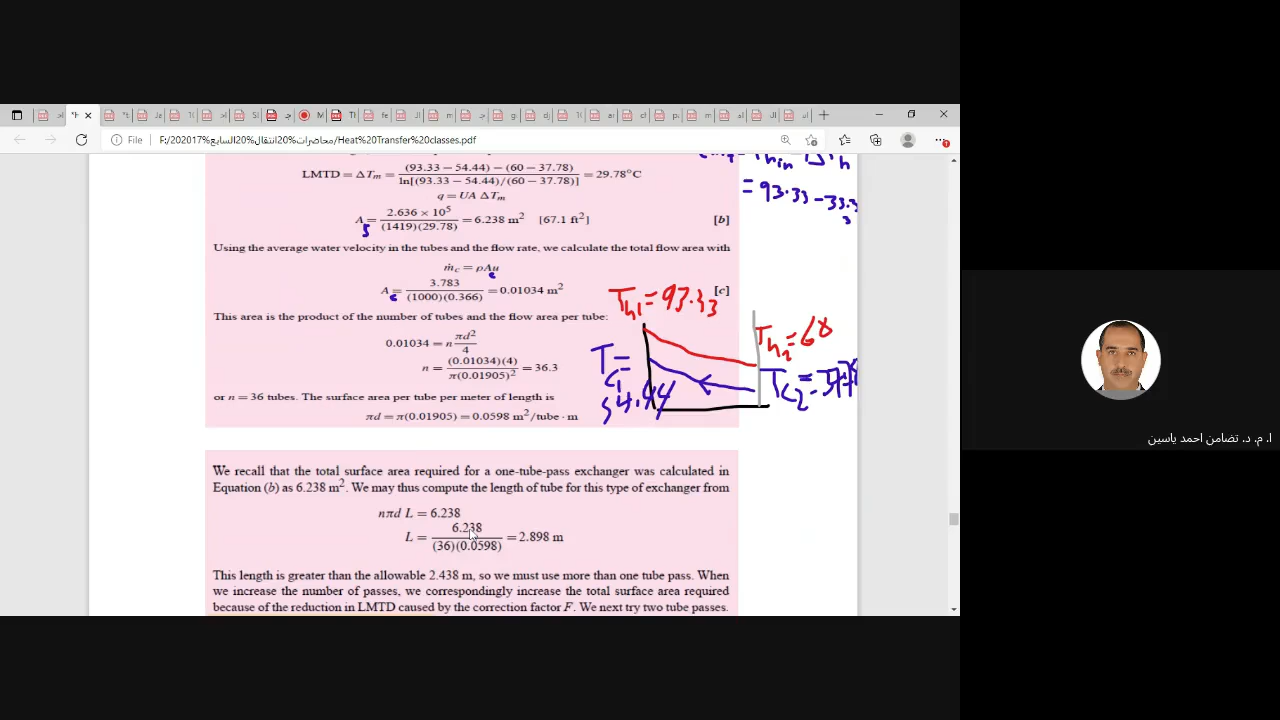 File
F:/202017%السابع20%انتقال20%محاضرات/Heat%20Transfer%20classes.pdf
= 93.33 - 33.3
3
LMTD = ΔTm = (93.33 − 54.44) − (60 − 37.78) / ln[(93.33 − 54.44)/(60 − 37.78)] = 29.78°C
q = UA ΔTm
A = 2.636 × 10^5 / (1419)(29.78) = 6.238 m² [67.1 ft²] [b]
s
Using the average water velocity in the tubes and the flow rate, we calculate the total flow area with
ṁc = ρAu
c
A = 3.783 / (1000)(0.366) = 0.01034 m² [c]
c
This area is the product of the number of tubes and the flow area per tube:
0.01034 = n πd²/4
n = (0.01034)(4) / π(0.01905)² = 36.3
or n = 36 tubes. The surface area per tube per meter of length is
πd = π(0.01905) = 0.0598 m²/tube · m
Th1 = 93.33
Th2 = 60
Tc1 = 54.44
Tc2 = 37.78
We recall that the total surface area required for a one-tube-pass exchanger was calculated in
Equation (b) as 6.238 m². We may thus compute the length of tube for this type of exchanger from
nπd L = 6.238
L = 6.238 / (36)(0.0598) = 2.898 m
This length is greater than the allowable 2.438 m, so we must use more than one tube pass. When
we increase the number of passes, we correspondingly increase the total surface area required
because of the reduction in LMTD caused by the correction factor F. We next try two tube passes.
ا. م. د. تضامن احمد ياسين